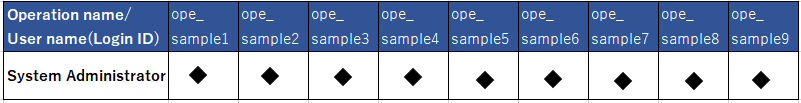 Operation name/ ope_ ope_ ope_ ope_ ope_ ope_ ope_ ope_ ope_
User name(Login ID) sample1 sample2 sample3 sample4 sample5 sample6 sample7 sample8 sample9
System Administrator ◆ ◆ ◆ ◆ ◆ ◆ ◆ ◆ ◆